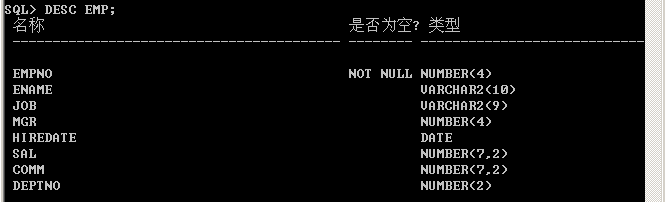 SQL> DESC EMP;
名称 是否为空? 类型
----------------------------------------- -------- ----------------------------
EMPNO NOT NULL NUMBER(4)
ENAME VARCHAR2(10)
JOB VARCHAR2(9)
MGR NUMBER(4)
HIREDATE DATE
SAL NUMBER(7,2)
COMM NUMBER(7,2)
DEPTNO NUMBER(2)